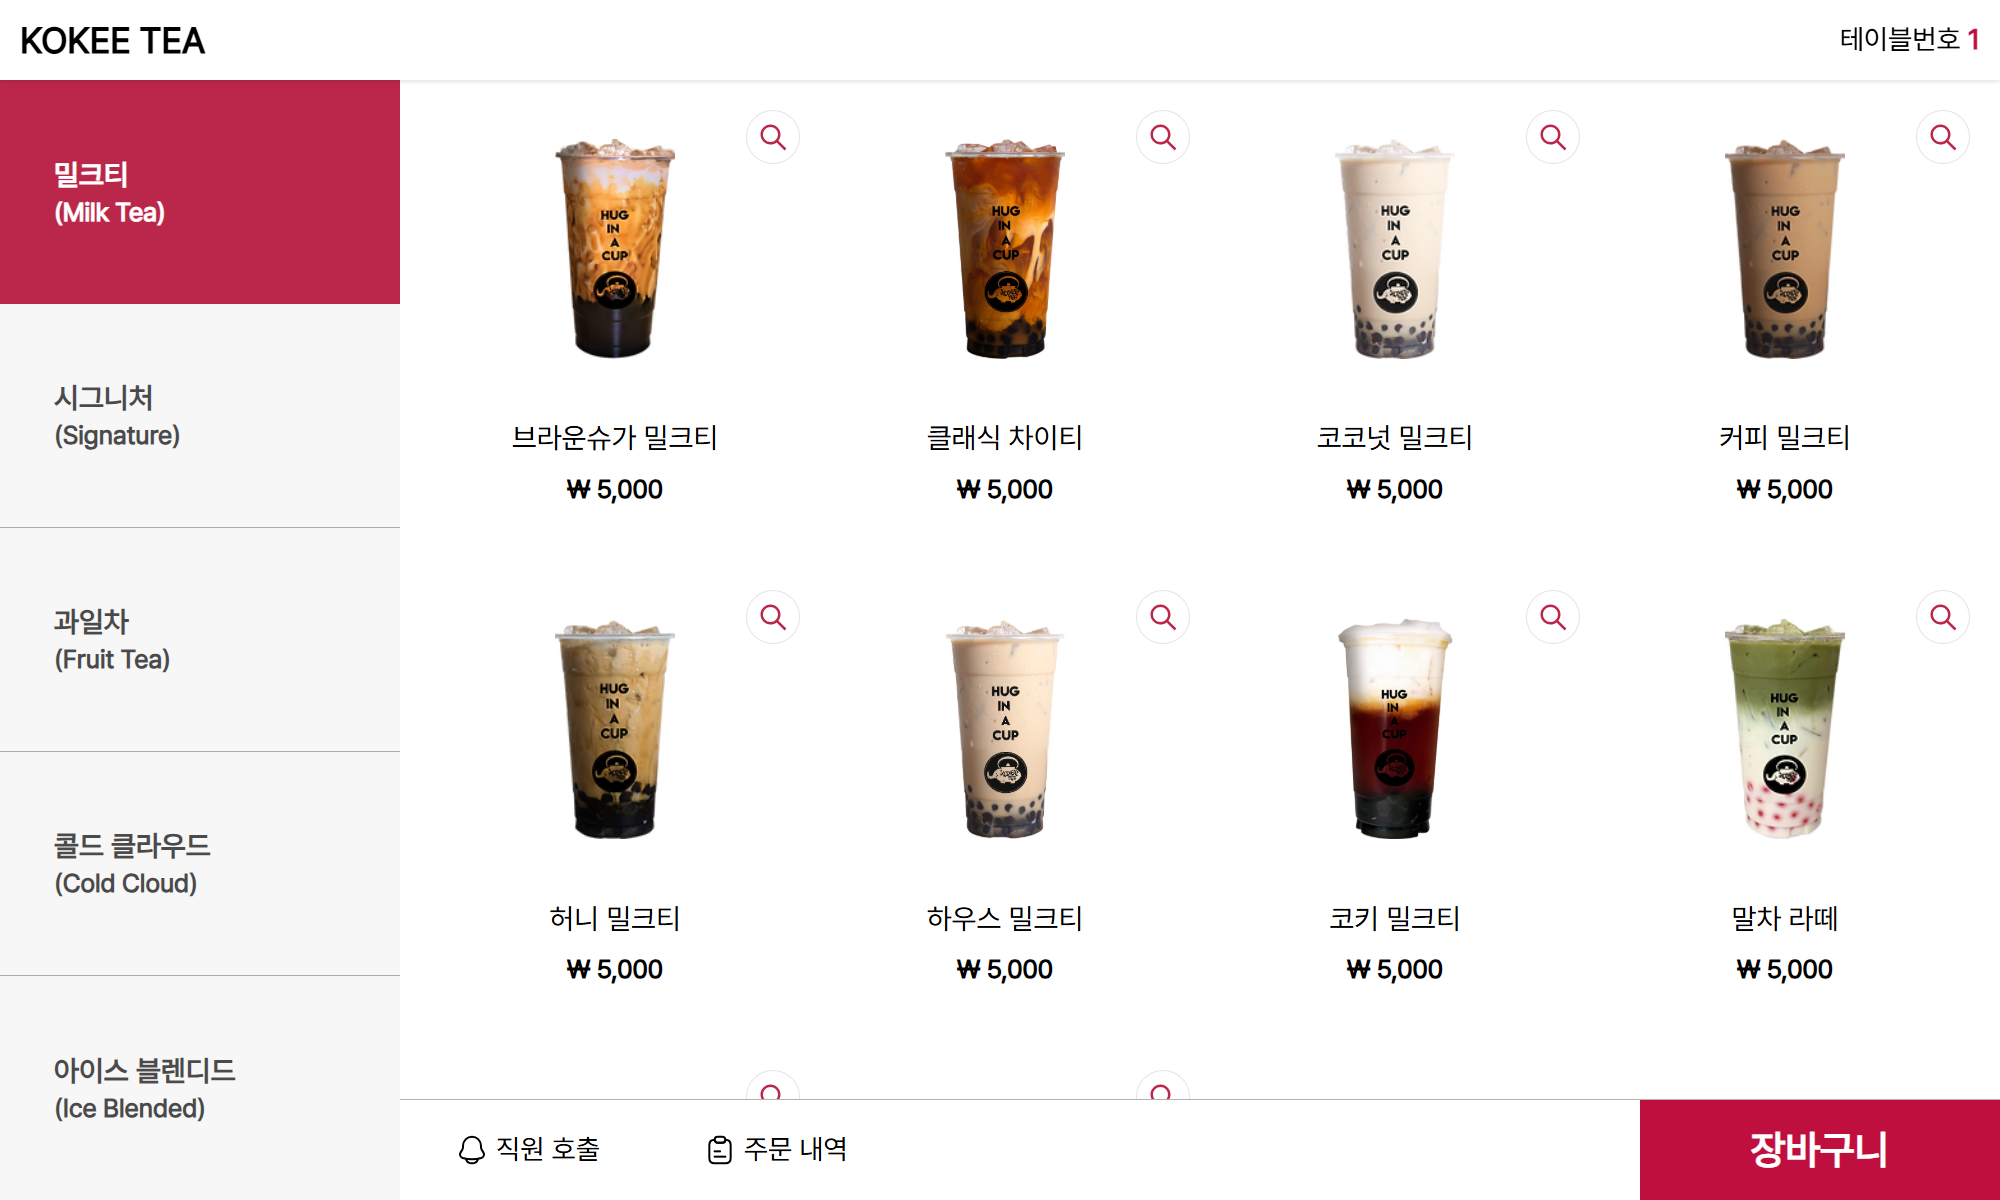 KOKEE TEA
테이블번호 1
밀크티
(Milk Tea)
시그니처
(Signature)
과일차
(Fruit Tea)
콜드 클라우드
(Cold Cloud)
아이스 블렌디드
(Ice Blended)
HUG
IN
A
CUP
HUG
IN
A
CUP
HUG
IN
A
CUP
HUG
IN
A
CUP
브라운슈가 밀크티
₩ 5,000
클래식 차이티
₩ 5,000
코코넛 밀크티
₩ 5,000
커피 밀크티
₩ 5,000
HUG
IN
A
CUP
HUG
IN
A
CUP
HUG
IN
A
CUP
HUG
IN
A
CUP
허니 밀크티
₩ 5,000
하우스 밀크티
₩ 5,000
코키 밀크티
₩ 5,000
말차 라떼
₩ 5,000
직원 호출
주문 내역
장바구니